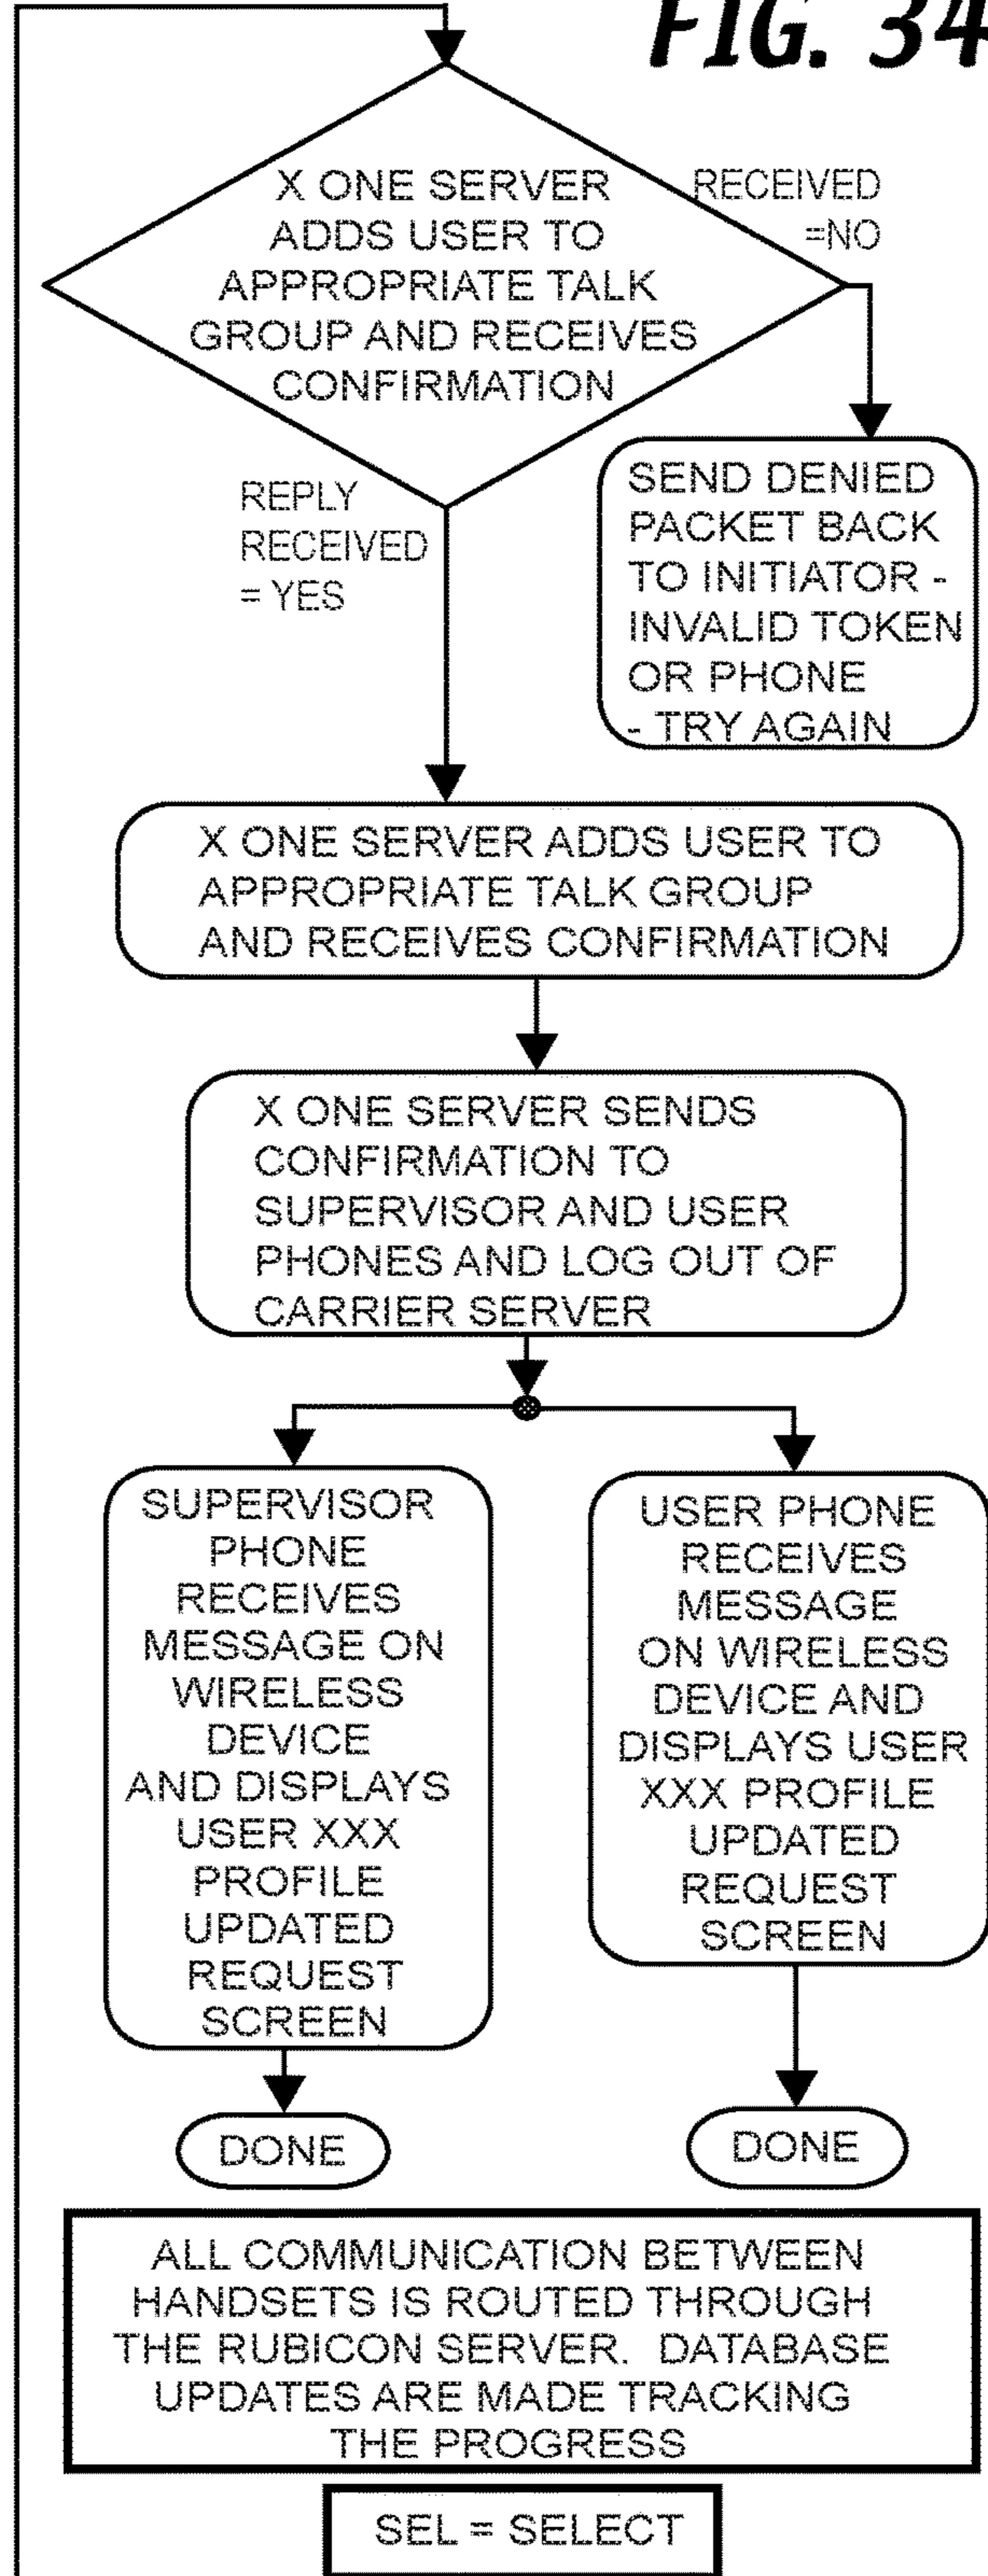 FIG. 34
X ONE SERVER
ADDS USER TO
APPROPRIATE TALK
GROUP AND RECEIVES
CONFIRMATION
RECEIVED
=NO
REPLY
RECEIVED
= YES
SEND DENIED
PACKET BACK
TO INITIATOR -
INVALID TOKEN
OR PHONE
- TRY AGAIN
X ONE SERVER ADDS USER TO
APPROPRIATE TALK GROUP
AND RECEIVES CONFIRMATION
X ONE SERVER SENDS
CONFIRMATION TO
SUPERVISOR AND USER
PHONES AND LOG OUT OF
CARRIER SERVER
SUPERVISOR
PHONE
RECEIVES
MESSAGE ON
WIRELESS
DEVICE
AND DISPLAYS
USER XXX
PROFILE
UPDATED
REQUEST
SCREEN
USER PHONE
RECEIVES
MESSAGE
ON WIRELESS
DEVICE AND
DISPLAYS USER
XXX PROFILE
UPDATED
REQUEST
SCREEN
DONE
DONE
ALL COMMUNICATION BETWEEN
HANDSETS IS ROUTED THROUGH
THE RUBICON SERVER. DATABASE
UPDATES ARE MADE TRACKING
THE PROGRESS
SEL = SELECT